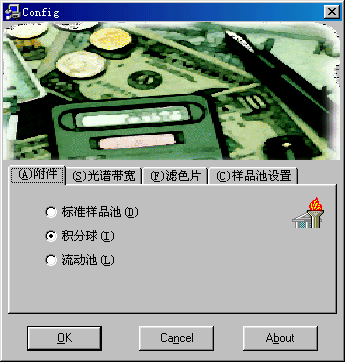 Config
(A)附件 (S)光谱带宽 (F)滤色片 (C)样品池设置
标准样品池(D)
积分球(I)
流动池(L)
OK Cancel About